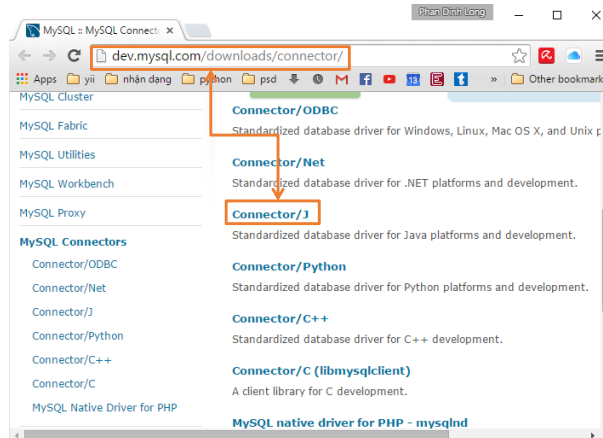 Phan Dinh Long
MySQL :: MySQL Connect
dev.mysql.com/downloads/connector/
Apps yii nhận dạng python psd 13 » Other bookmark
MySQL Cluster
MySQL Fabric
MySQL Utilities
MySQL Workbench
MySQL Proxy
MySQL Connectors
Connector/ODBC
Connector/Net
Connector/J
Connector/Python
Connector/C++
Connector/C
MySQL Native Driver for PHP
Connector/ODBC
Standardized database driver for Windows, Linux, Mac OS X, and Unix p
Connector/Net
Standardized database driver for .NET platforms and development.
Connector/J
Standardized database driver for Java platforms and development.
Connector/Python
Standardized database driver for Python platforms and development.
Connector/C++
Standardized database driver for C++ development.
Connector/C (libmysqlclient)
A client library for C development.
MySQL native driver for PHP - mysqlnd